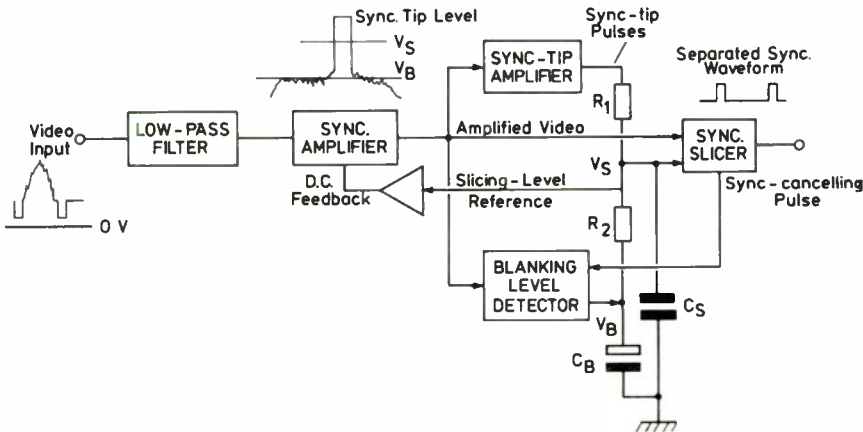 Sync. Tip Level
V_S
V_B
Sync-tip
Pulses
SYNC-TIP
AMPLIFIER
R_1
Separated Sync.
Waveform
Video
Input
LOW-PASS
FILTER
SYNC.
AMPLIFIER
Amplified Video
SYNC.
SLICER
V_S
D.C.
Feedback
Slicing-Level
Reference
Sync-cancelling
Pulse
0 V
R_2
BLANKING
LEVEL
DETECTOR
V_B
C_S
C_B